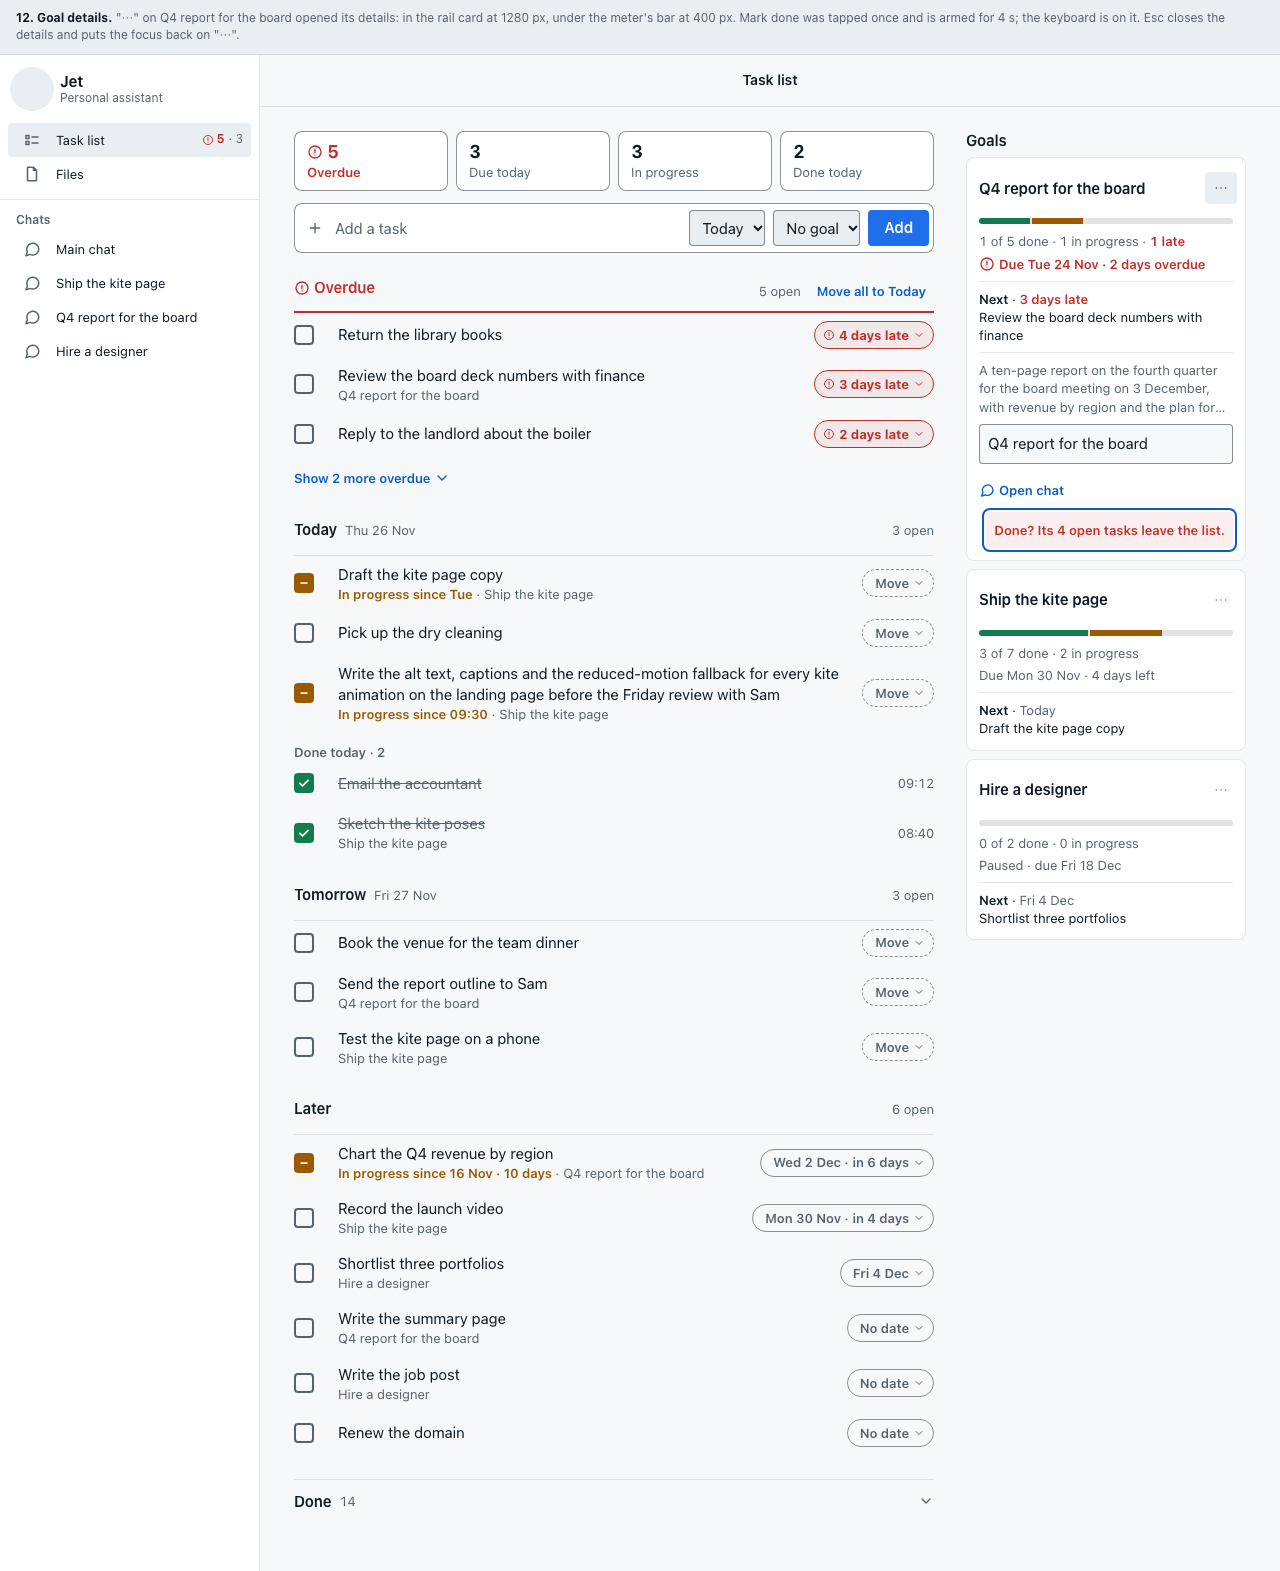 12. Goal details. "···" on Q4 report for the board opened its details: in the rail card at 1280 px, under the meter's bar at 400 px. Mark done was tapped once and is armed for 4 s; the keyboard is on it. Esc closes the
details and puts the focus back on "···".
Jet
Personal assistant
Task list
5 · 3
Files
Chats
Main chat
Ship the kite page
Q4 report for the board
Hire a designer
Task list
5
Overdue
3
Due today
3
In progress
2
Done today
Add a task
Today
No goal
Add
Overdue
5 open
Move all to Today
Return the library books
4 days late
Review the board deck numbers with finance
Q4 report for the board
3 days late
Reply to the landlord about the boiler
2 days late
Show 2 more overdue
Today Thu 26 Nov
3 open
Draft the kite page copy
In progress since Tue · Ship the kite page
Move
Pick up the dry cleaning
Move
Write the alt text, captions and the reduced-motion fallback for every kite
animation on the landing page before the Friday review with Sam
In progress since 09:30 · Ship the kite page
Move
Done today · 2
Email the accountant
09:12
Sketch the kite poses
Ship the kite page
08:40
Tomorrow Fri 27 Nov
3 open
Book the venue for the team dinner
Move
Send the report outline to Sam
Q4 report for the board
Move
Test the kite page on a phone
Ship the kite page
Move
Later
6 open
Chart the Q4 revenue by region
In progress since 16 Nov · 10 days · Q4 report for the board
Wed 2 Dec · in 6 days
Record the launch video
Ship the kite page
Mon 30 Nov · in 4 days
Shortlist three portfolios
Hire a designer
Fri 4 Dec
Write the summary page
Q4 report for the board
No date
Write the job post
Hire a designer
No date
Renew the domain
No date
Done 14
Goals
Q4 report for the board
···
1 of 5 done · 1 in progress · 1 late
Due Tue 24 Nov · 2 days overdue
Next · 3 days late
Review the board deck numbers with
finance
A ten-page report on the fourth quarter
for the board meeting on 3 December,
with revenue by region and the plan for…
Q4 report for the board
Open chat
Done? Its 4 open tasks leave the list.
Ship the kite page
···
3 of 7 done · 2 in progress
Due Mon 30 Nov · 4 days left
Next · Today
Draft the kite page copy
Hire a designer
···
0 of 2 done · 0 in progress
Paused · due Fri 18 Dec
Next · Fri 4 Dec
Shortlist three portfolios